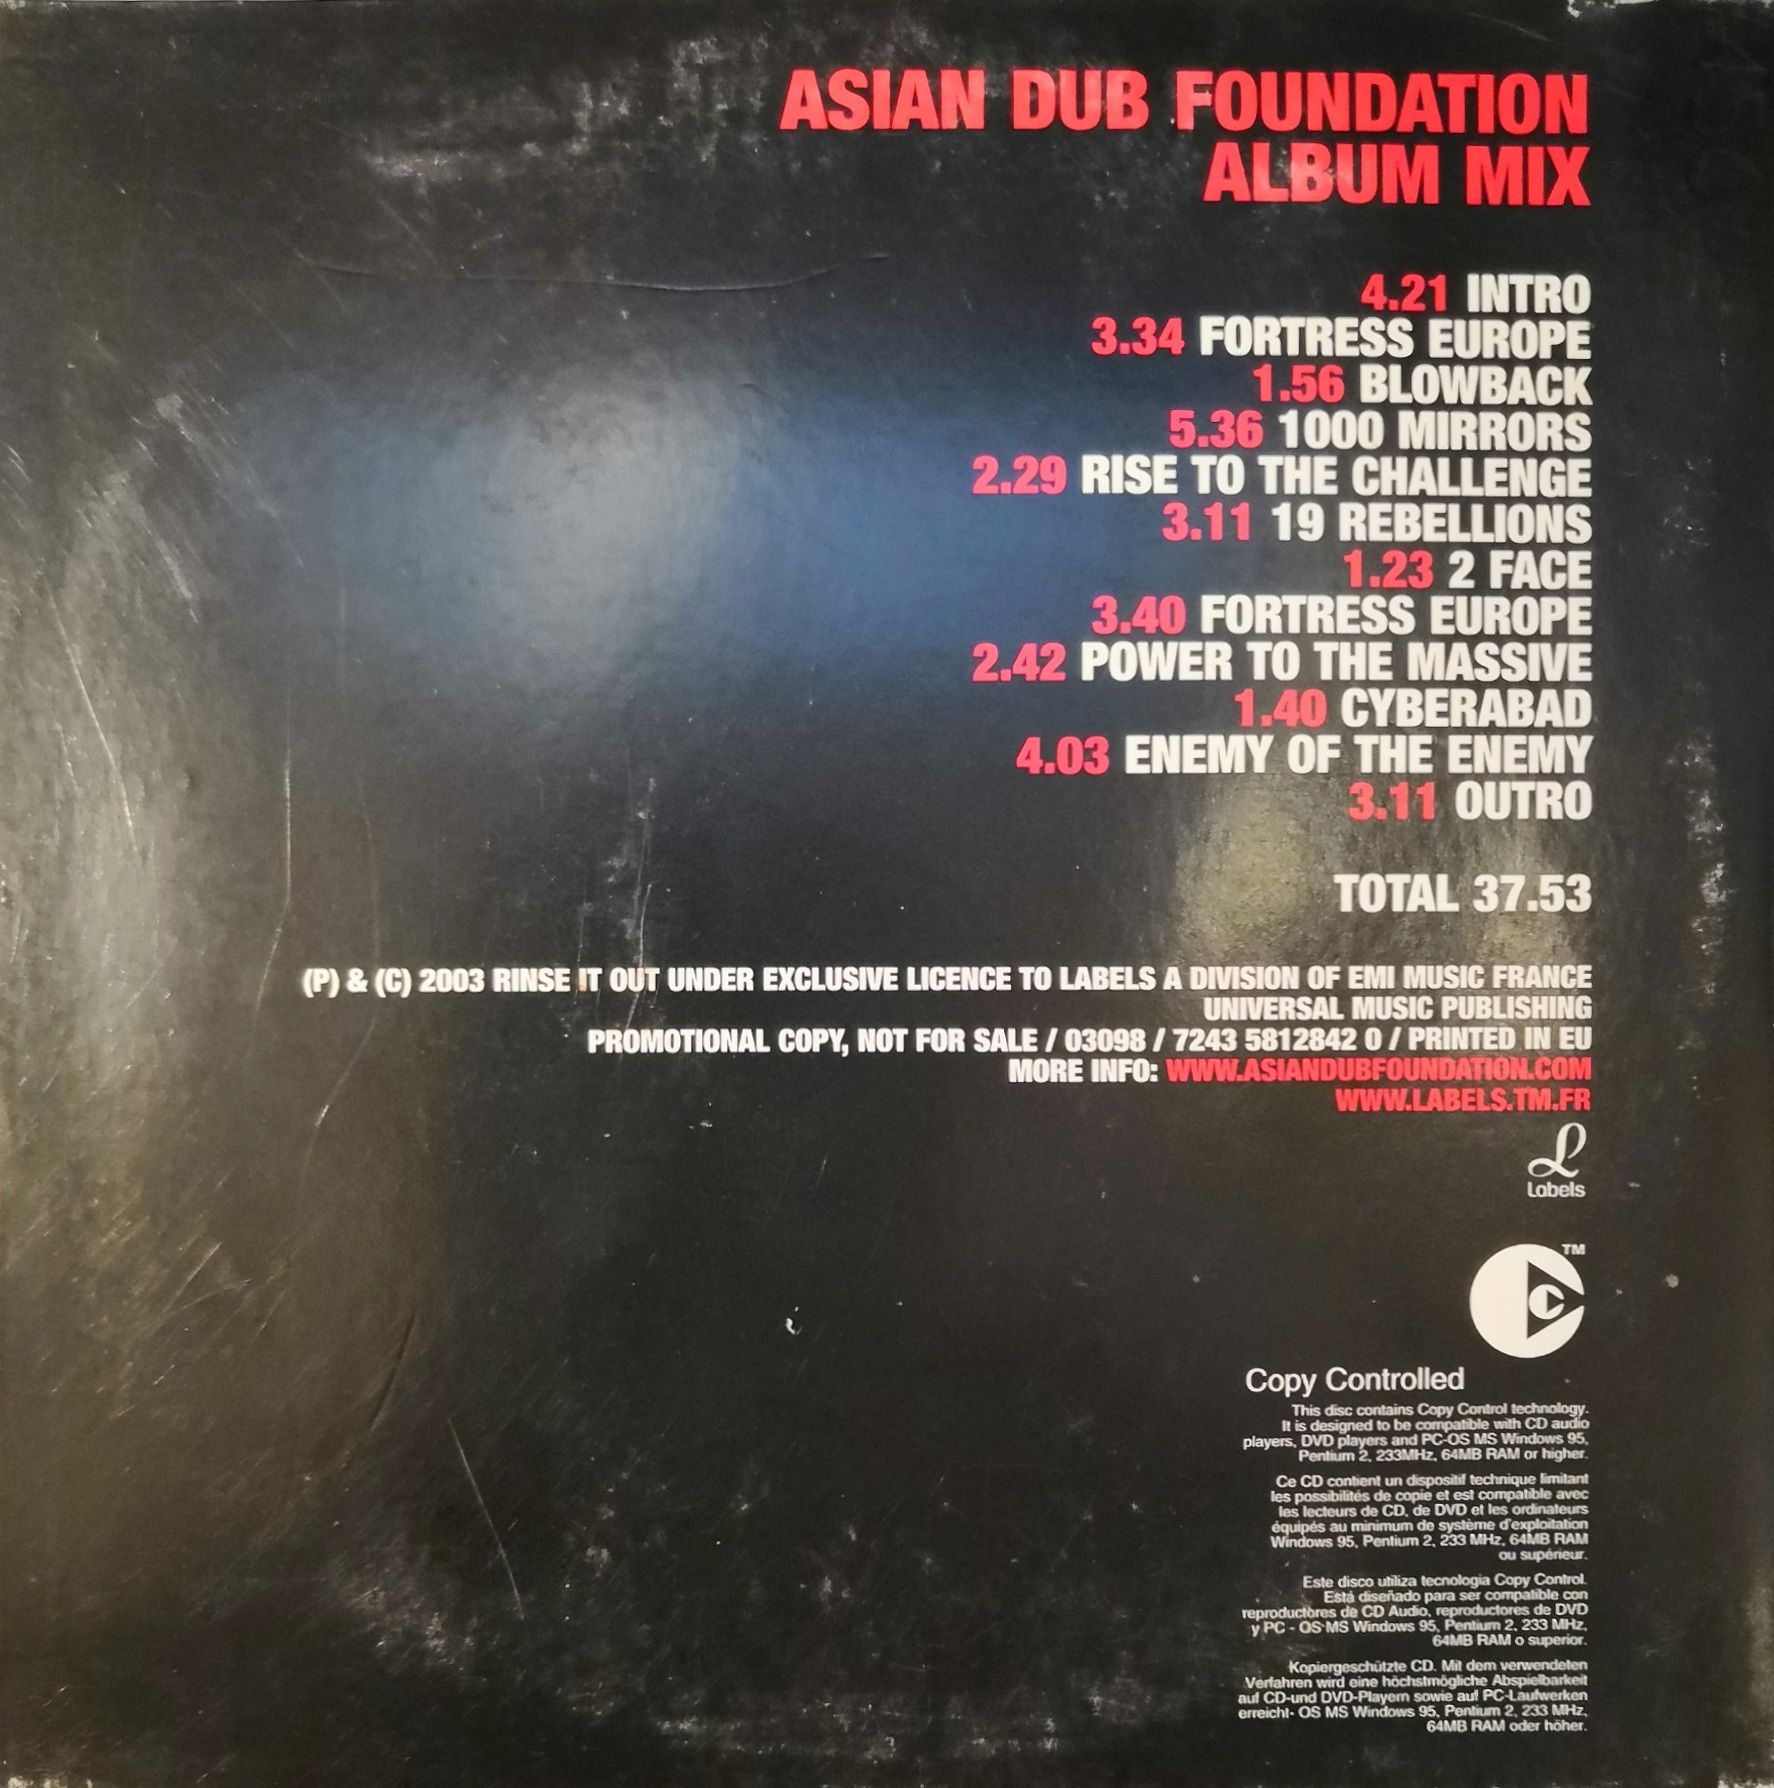 ASIAN DUB FOUNDATION
ALBUM MIX
4.21 INTRO
3.34 FORTRESS EUROPE
1.56 BLOWBACK
5.36 1000 MIRRORS
2.29 RISE TO THE CHALLENGE
3.11 19 REBELLIONS
1.23 2 FACE
3.40 FORTRESS EUROPE
2.42 POWER TO THE MASSIVE
1.40 CYBERABAD
4.03 ENEMY OF THE ENEMY
3.11 OUTRO
TOTAL 37.53
(P) & (C) 2003 RINSE IT OUT UNDER EXCLUSIVE LICENCE TO LABELS A DIVISION OF EMI MUSIC FRANCE
UNIVERSAL MUSIC PUBLISHING
PROMOTIONAL COPY, NOT FOR SALE / 03098 / 7243 5812842 0 / PRINTED IN EU
MORE INFO: WWW.ASIANDUBFOUNDATION.COM
WWW.LABELS.TM.FR
L
Labels
TM
C
Copy Controlled
This disc contains Copy Control technology.
It is designed to be compatible with CD audio
players, DVD players and PC-OS MS Windows 95,
Pentium 2, 233MHz, 64MB RAM or higher.
Ce CD contient un dispositif technique limitant
les possibilités de copie et est compatible avec
les lecteurs de CD, de DVD et les ordinateurs
équipés au minimum de système d'exploitation
Windows 95, Pentium 2, 233 MHz, 64MB RAM
ou supérieur.
Este disco utiliza tecnologia Copy Control.
Está diseñado para ser compatible con
reproductores de CD Audio, reproductores de DVD
y PC - OS MS Windows 95, Pentium 2, 233 MHz,
64MB RAM o superior.
Kopiergeschützte CD. Mit dem verwendeten
Verfahren wird eine höchstmögliche Abspielbarkeit
auf CD-und DVD-Playern sowie auf PC-Laufwerken
erreicht- OS MS Windows 95, Pentium 2, 233 MHz,
64MB RAM oder höher.